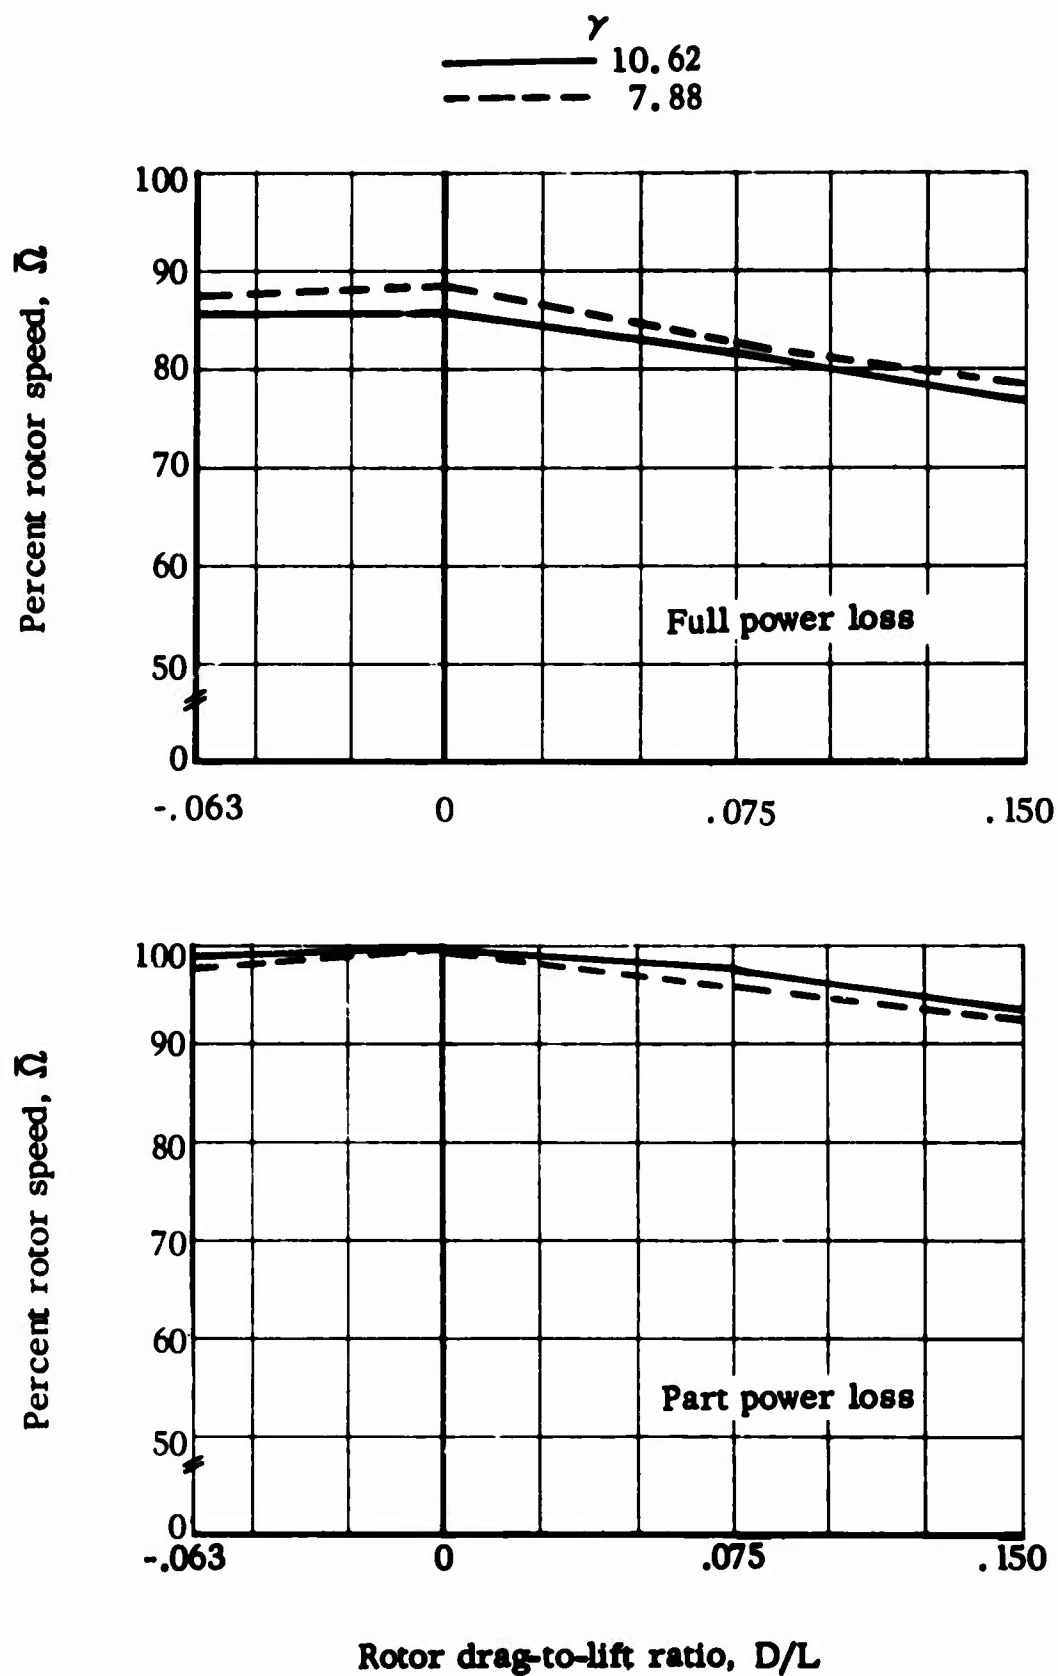 γ
10.62
7.88
Percent rotor speed, Ω̄
100
90
80
70
60
50
0
Full power loss
-.063 0 .075 .150
Percent rotor speed, Ω̄
100
90
80
70
60
50
0
Part power loss
-.063 0 .075 .150
Rotor drag-to-lift ratio, D/L